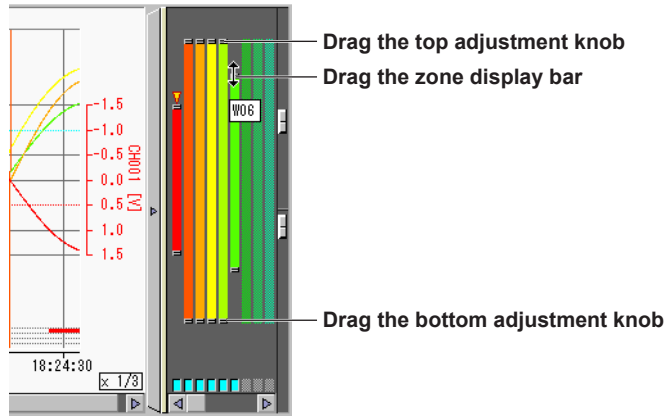 Drag the top adjustment knob
Drag the zone display bar
W06
-1.5
-1.0
-0.5
0.0
0.5
1.0
1.5
CH001 [V]
Drag the bottom adjustment knob
18:24:30
x 1/3